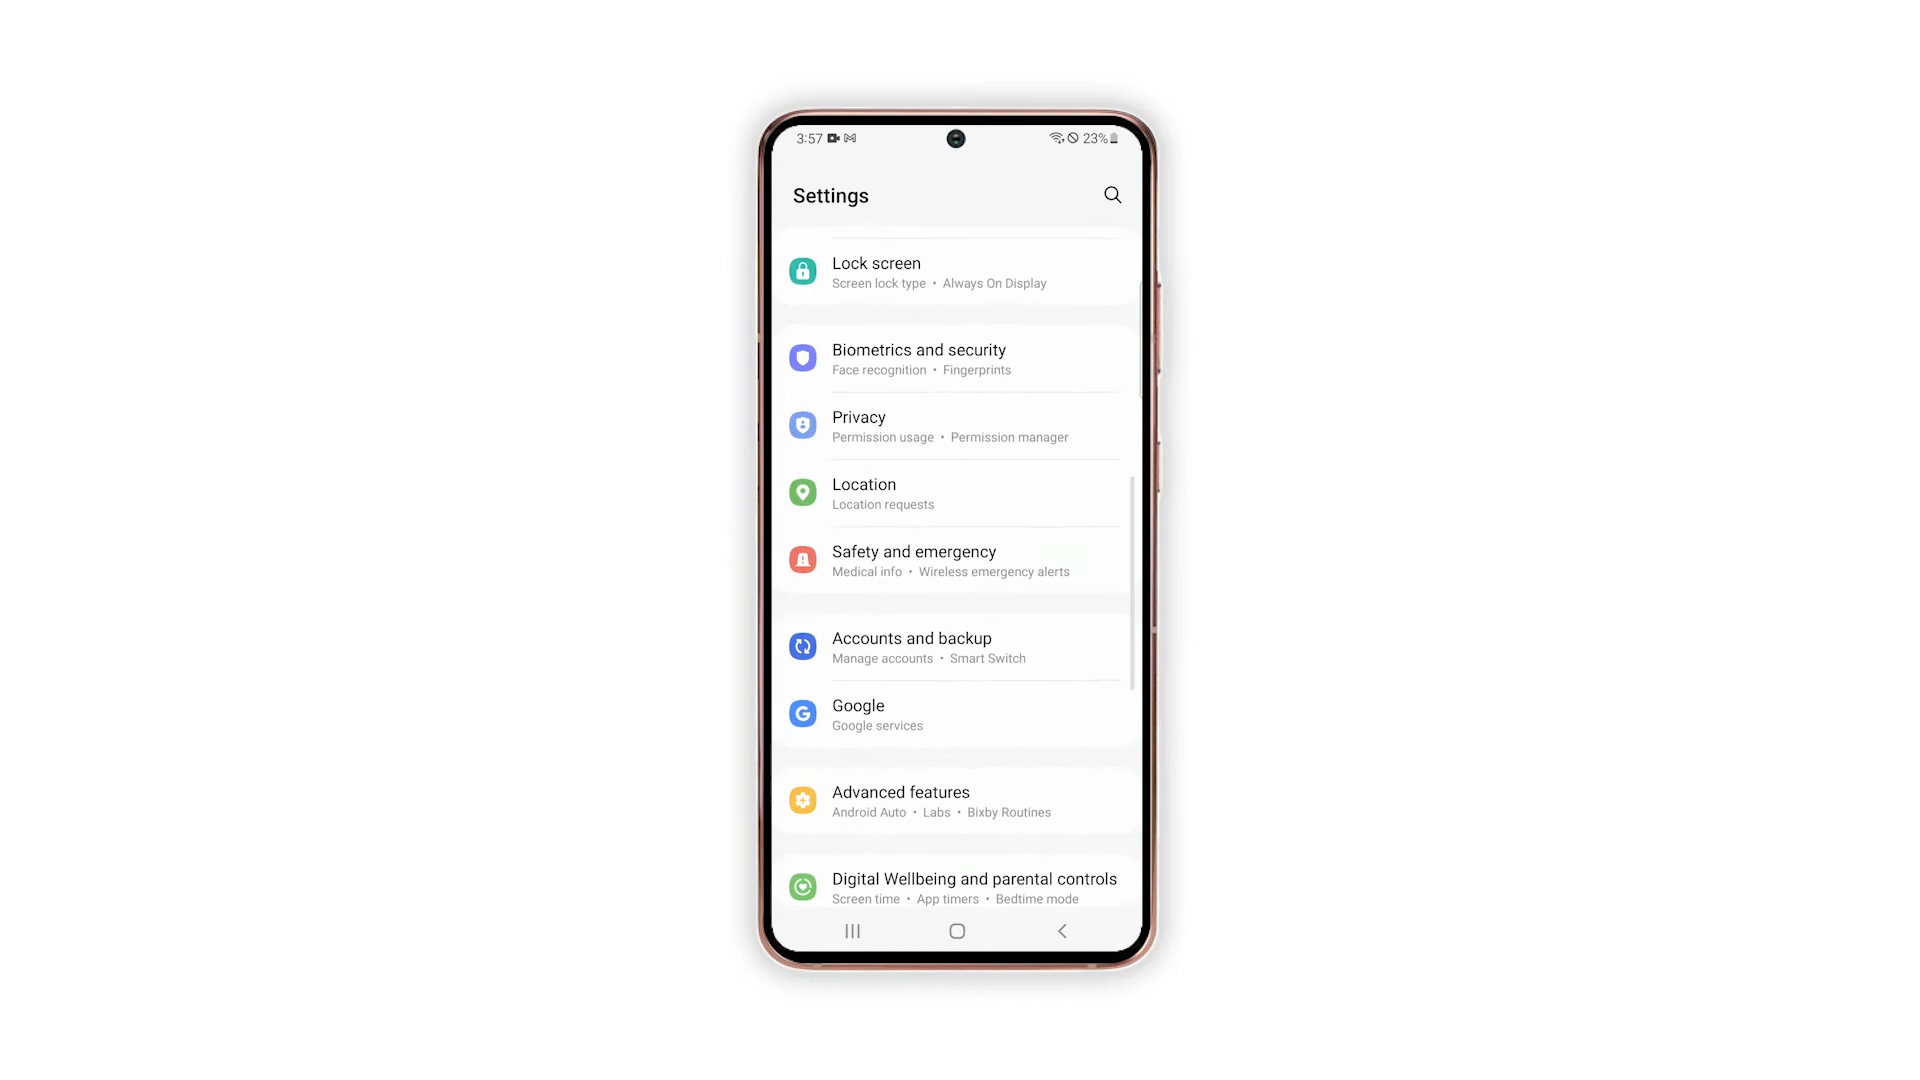 3:57 23%
Settings
Lock screen
Screen lock type • Always On Display
Biometrics and security
Face recognition • Fingerprints
Privacy
Permission usage • Permission manager
Location
Location requests
Safety and emergency
Medical info • Wireless emergency alerts
Accounts and backup
Manage accounts • Smart Switch
Google
Google services
Advanced features
Android Auto • Labs • Bixby Routines
Digital Wellbeing and parental controls
Screen time • App timers • Bedtime mode